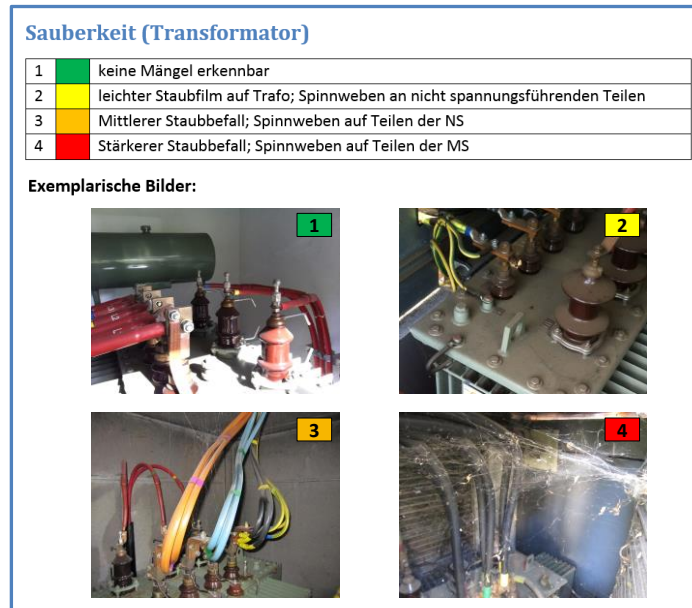 Sauberkeit (Transformator)
1 keine Mängel erkennbar
2 leichter Staubfilm auf Trafo; Spinnweben an nicht spannungsführenden Teilen
3 Mittlerer Staubbefall; Spinnweben auf Teilen der NS
4 Stärkerer Staubbefall; Spinnweben auf Teilen der MS
Exemplarische Bilder:
1
2
3
4